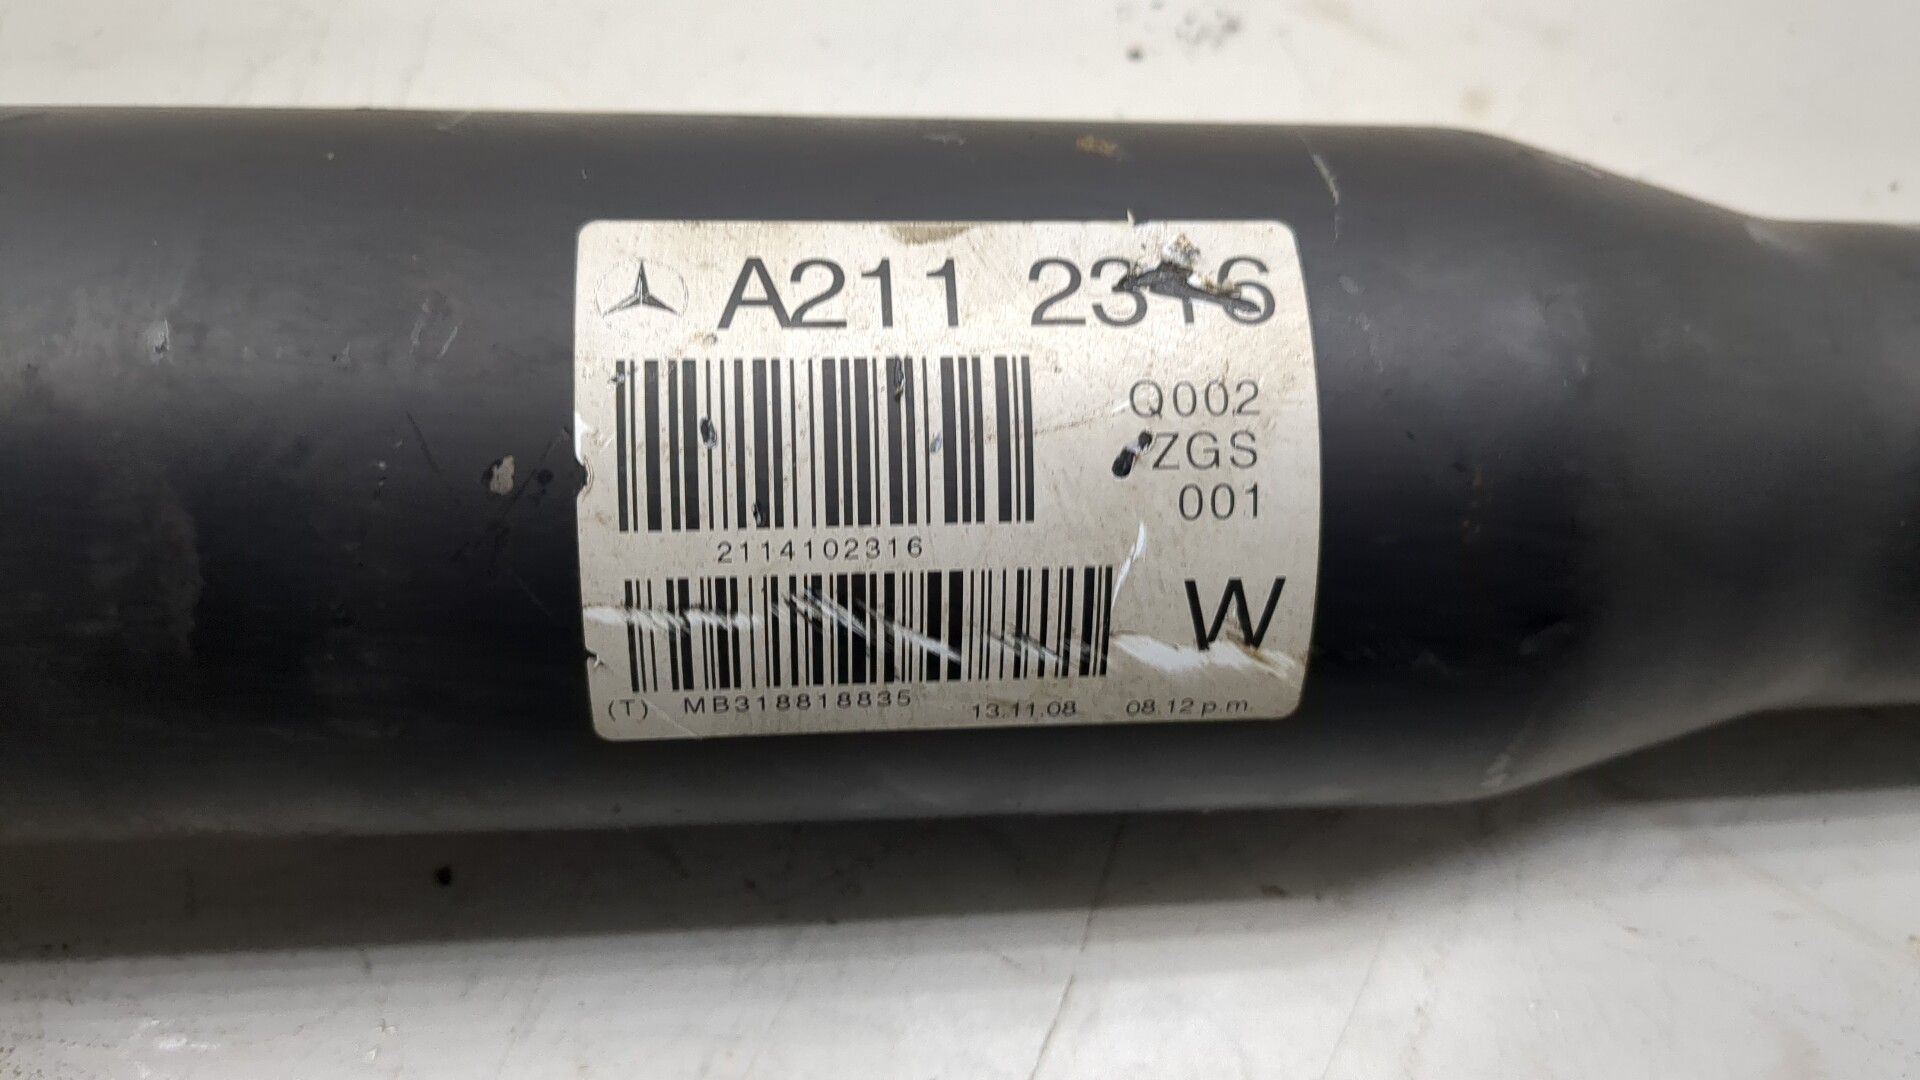 A211 2316
Q002
ZGS
001
2114102316
W
(T) MB318818835 13.11.08 08.12 p.m.